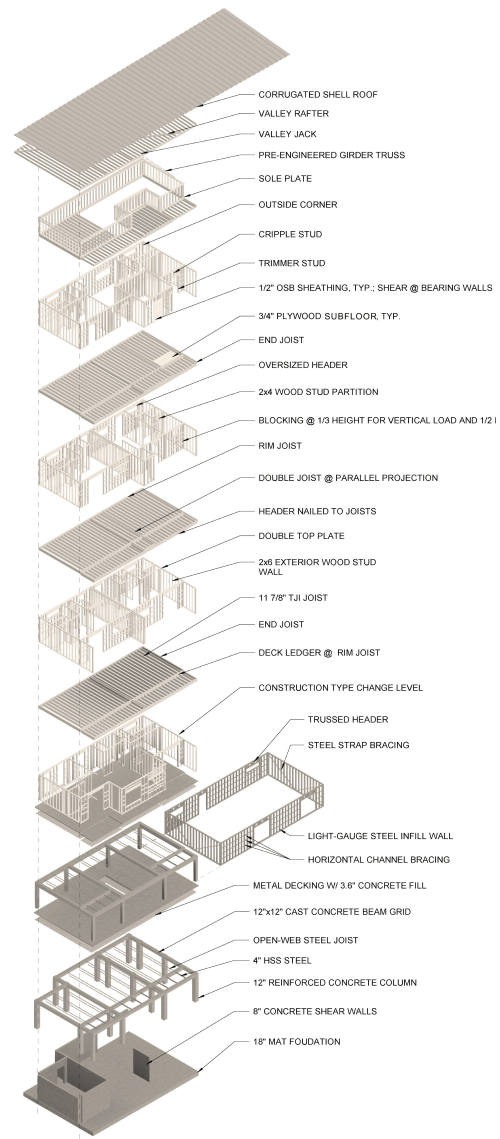 CORRUGATED SHELL ROOF
VALLEY RAFTER
VALLEY JACK
PRE-ENGINEERED GIRDER TRUSS
SOLE PLATE
OUTSIDE CORNER
CRIPPLE STUD
TRIMMER STUD
1/2" OSB SHEATHING, TYP.; SHEAR @ BEARING WALLS
3/4" PLYWOOD SUBFLOOR, TYP.
END JOIST
OVERSIZED HEADER
2x4 WOOD STUD PARTITION
BLOCKING @ 1/3 HEIGHT FOR VERTICAL LOAD AND 1/2
RIM JOIST
DOUBLE JOIST @ PARALLEL PROJECTION
HEADER NAILED TO JOISTS
DOUBLE TOP PLATE
2x6 EXTERIOR WOOD STUD
WALL
11 7/8" TJI JOIST
END JOIST
DECK LEDGER @ RIM JOIST
CONSTRUCTION TYPE CHANGE LEVEL
TRUSSED HEADER
STEEL STRAP BRACING
LIGHT-GAUGE STEEL INFILL WALL
HORIZONTAL CHANNEL BRACING
METAL DECKING W/ 3.6" CONCRETE FILL
12"x12" CAST CONCRETE BEAM GRID
OPEN-WEB STEEL JOIST
4" HSS STEEL
12" REINFORCED CONCRETE COLUMN
8" CONCRETE SHEAR WALLS
18" MAT FOUDATION